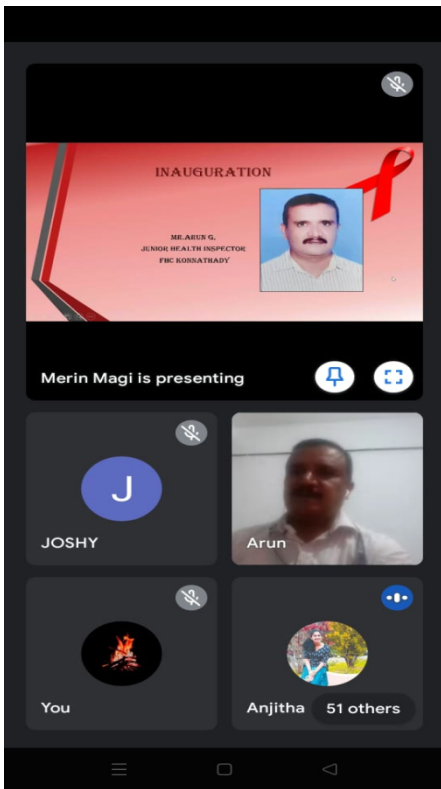 INAUGURATION
MR.ARUN G,
JUNIOR HEALTH INSPECTOR
FHC KONNATHADY
Merin Magi is presenting
J
JOSHY
Arun
You
Anjitha
51 others